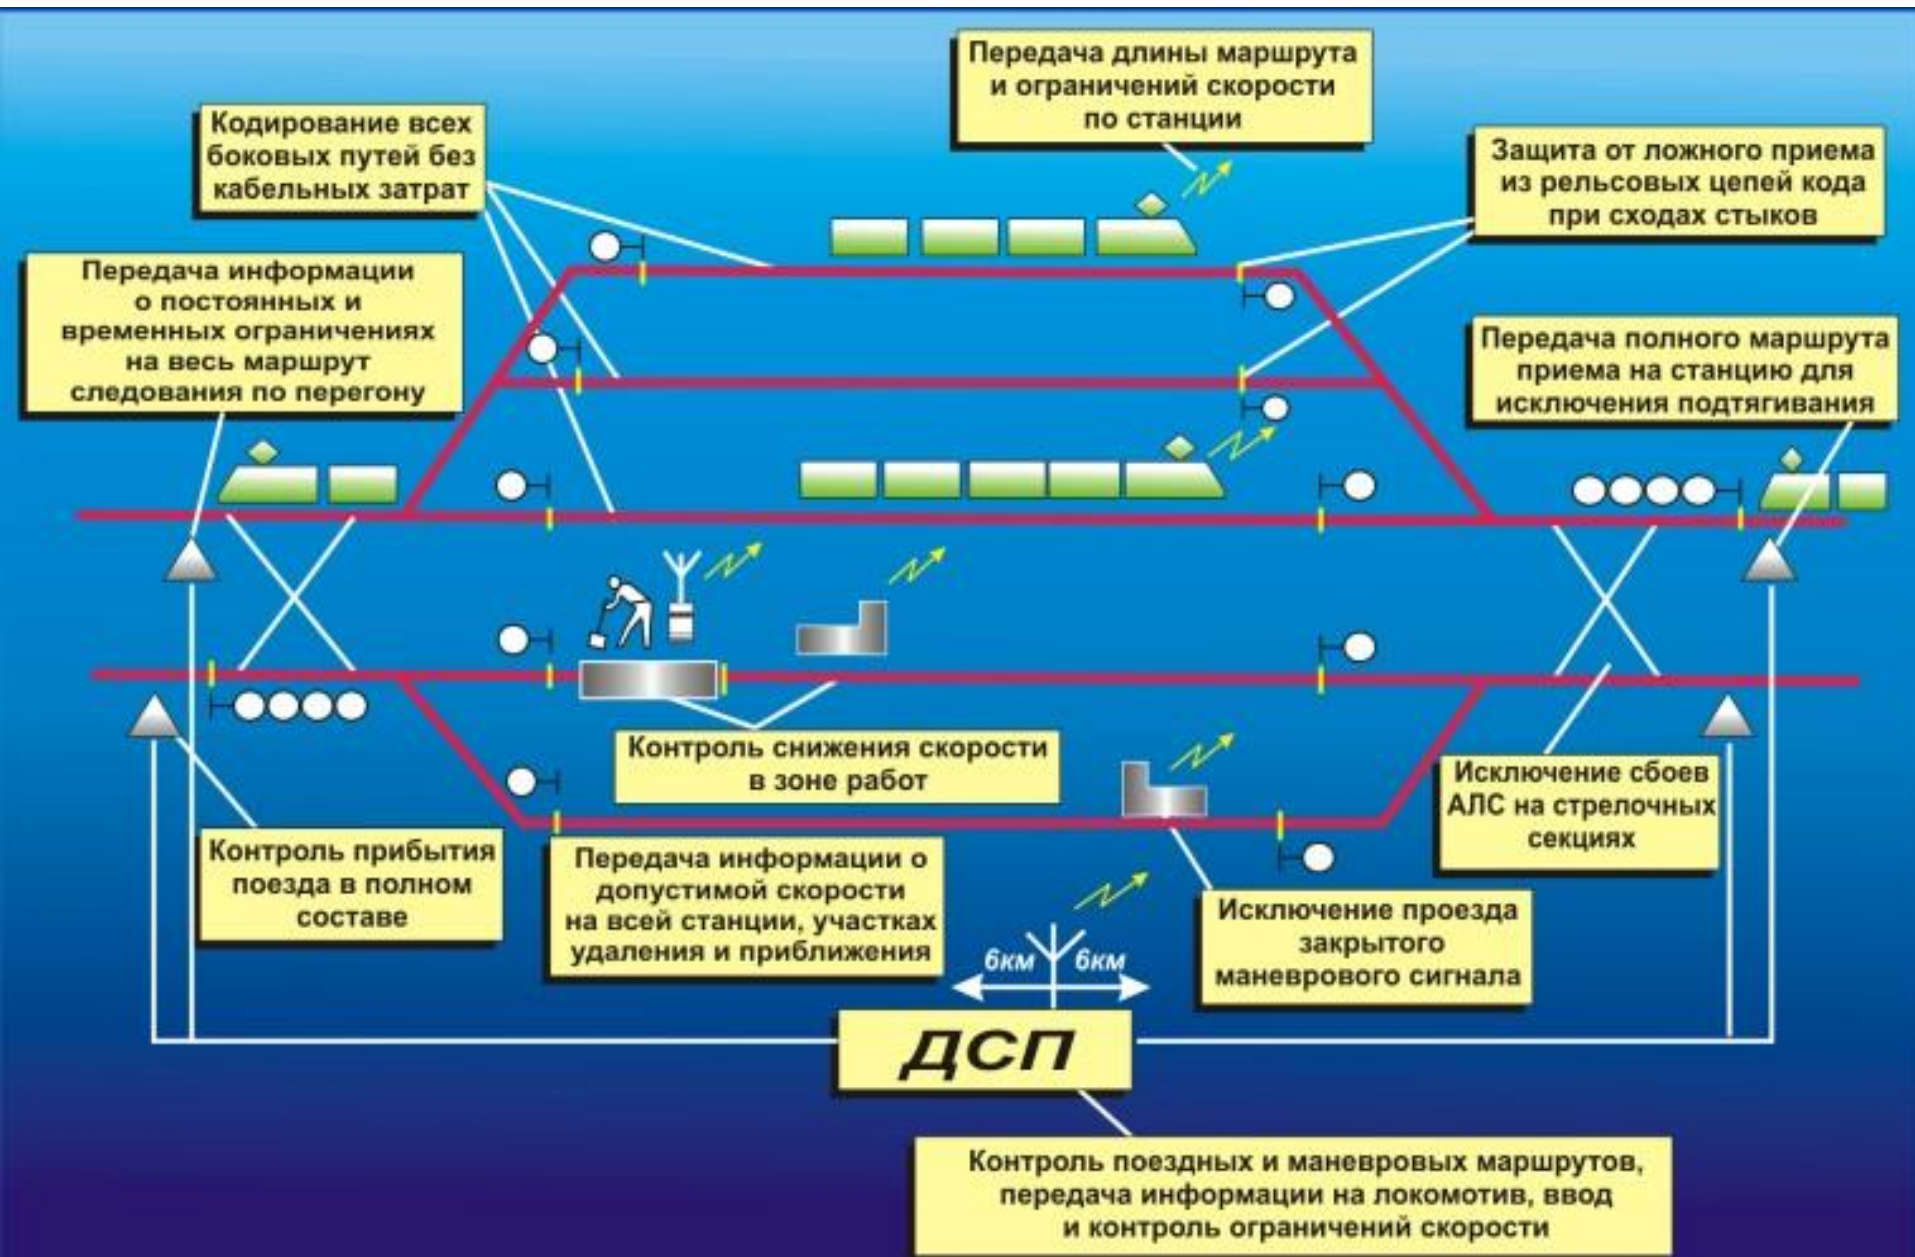 Передача длины маршрута
и ограничений скорости
по станции
Кодирование всех
боковых путей без
кабельных затрат
Защита от ложного приема
из рельсовых цепей кода
при сходах стыков
Передача информации
о постоянных и
временных ограничениях
на весь маршрут
следования по перегону
Передача полного маршрута
приема на станцию для
исключения подтягивания
Контроль снижения скорости
в зоне работ
Исключение сбоев
АЛС на стрелочных
секциях
Контроль прибытия
поезда в полном
составе
Передача информации о
допустимой скорости
на всей станции, участках
удаления и приближения
Исключение проезда
закрытого
маневрового сигнала
6км 6км
ДСП
Контроль поездных и маневровых маршрутов,
передача информации на локомотив, ввод
и контроль ограничений скорости